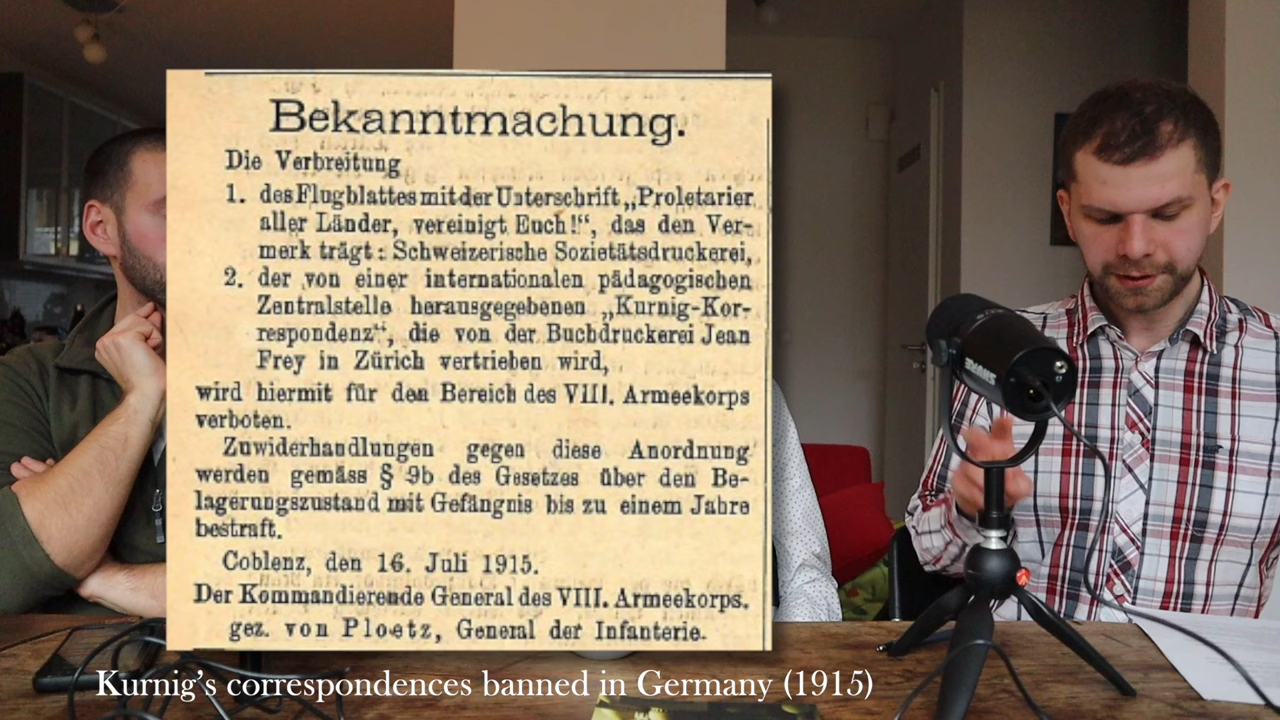 Bekanntmachung.
Die Verbreitung
1. des Flugblattes mit der Unterschrift „Proletarier
aller Länder, vereinigt Euch!“, das den Ver-
merk trägt: Schweizerische Sozietätsdruckerei,
2. der von einer internationalen pädagogischen
Zentralstelle herausgegebenen „Kurnig-Kor-
respondenz“, die von der Buchdruckerei Jean
Frey in Zürich vertrieben wird,
wird hiermit für den Bereich des VIII. Armeekorps
verboten.
Zuwiderhandlungen gegen diese Anordnung
werden gemäss § 9b des Gesetzes über den Be-
lagerungszustand mit Gefängnis bis zu einem Jahre
bestraft.
Coblenz, den 16. Juli 1915.
Der Kommandierende General des VIII. Armeekorps.
gez. von Ploetz, General der Infanterie.
SHURE
Kurnig’s correspondences banned in Germany (1915)